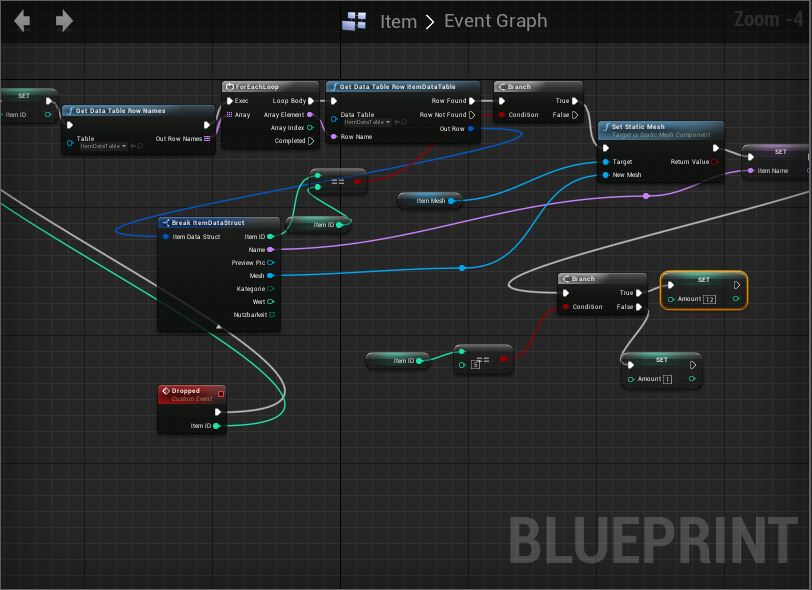 Item > Event Graph
Zoom -4
SET
Item ID
Get Data Table Row Names
Table
ItemDataTable
Out Row Names
ForEachLoop
Exec
Loop Body
Array
Array Element
Array Index
Completed
Get Data Table Row ItemDataTable
Row Found
Data Table
Row Not Found
ItemDataTable
Out Row
Row Name
Branch
True
Condition
False
Set Static Mesh
Target is Static Mesh Component
Target
Return Value
New Mesh
SET
Item Name
==
Item Mesh
Item ID
Break ItemDataStruct
Item Data Struct
Item ID
Name
Preview Pic
Mesh
Kategorie
Wert
Nutzbarkeit
Branch
True
Condition
False
SET
Amount 12
Item ID
==
5
SET
Amount 1
Dropped
Custom Event
Item ID
BLUEPRINT